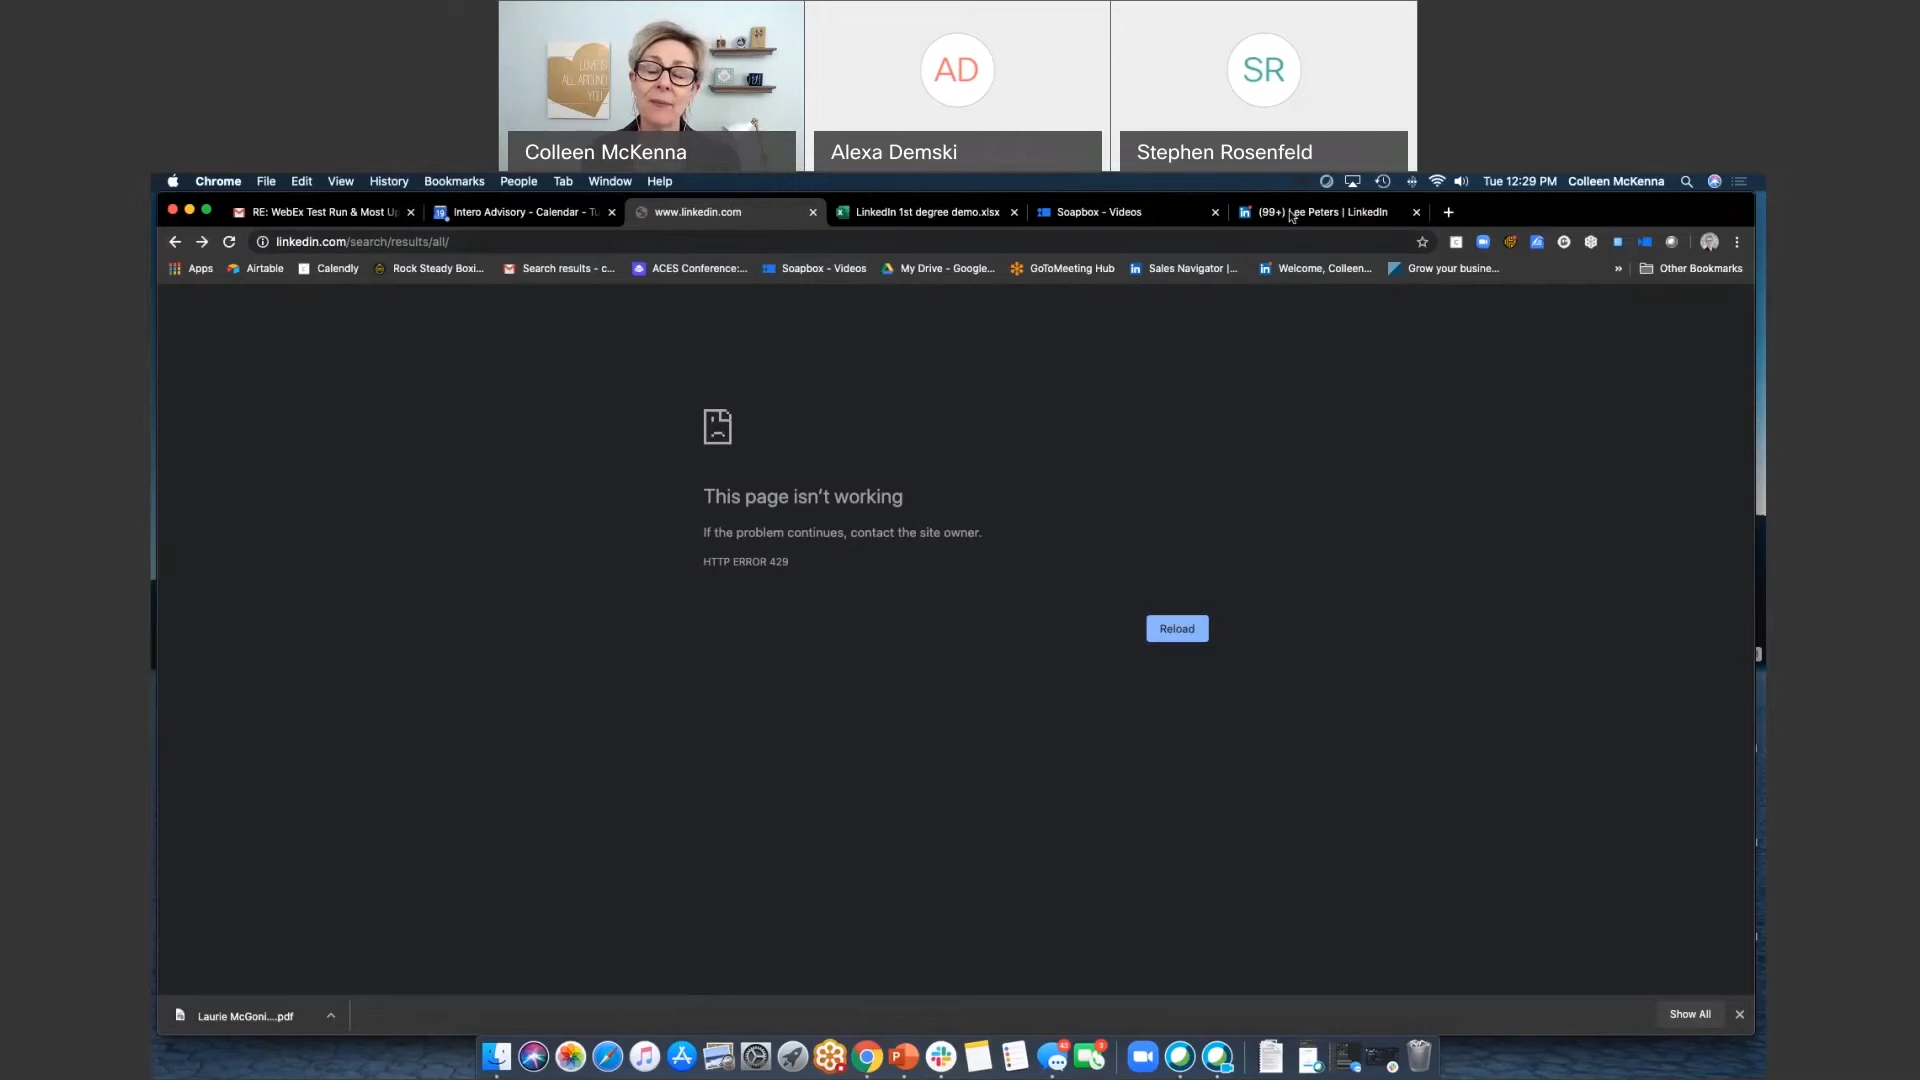 LOVE IS
ALL AROUND
YOU
AD
SR
Colleen McKenna
Alexa Demski
Stephen Rosenfeld
Chrome File Edit View History Bookmarks People Tab Window Help
Tue 12:29 PM Colleen McKenna
RE: WebEx Test Run & Most Up
Intero Advisory - Calendar - Tu
www.linkedin.com
LinkedIn 1st degree demo.xlsx
Soapbox - Videos
(99+) Lee Peters | LinkedIn
linkedin.com/search/results/all/
Apps
Airtable
Calendly
Rock Steady Boxi...
Search results - c...
ACES Conference:...
Soapbox - Videos
My Drive - Google...
GoToMeeting Hub
Sales Navigator |...
Welcome, Colleen...
Grow your busine...
»
Other Bookmarks
This page isn't working
If the problem continues, contact the site owner.
HTTP ERROR 429
Reload
Laurie McGoni....pdf
Show All